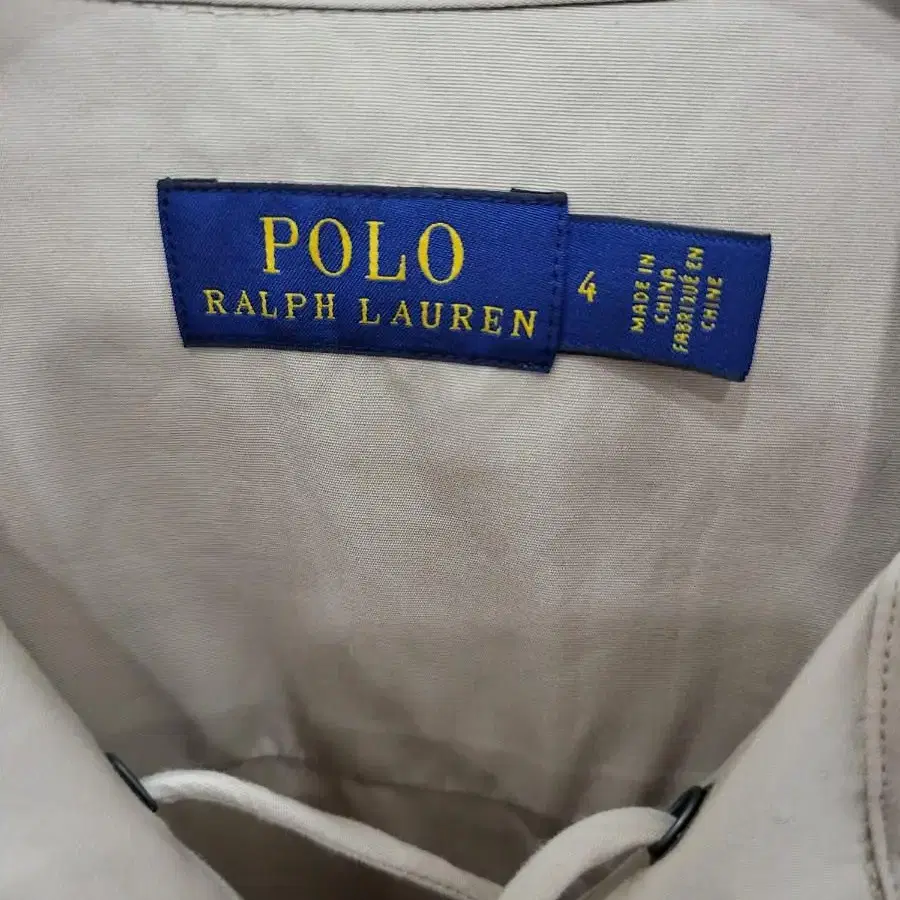 POLO
RALPH LAUREN
4
MADE IN
CHINA
FABRIQUÉ EN
CHINE